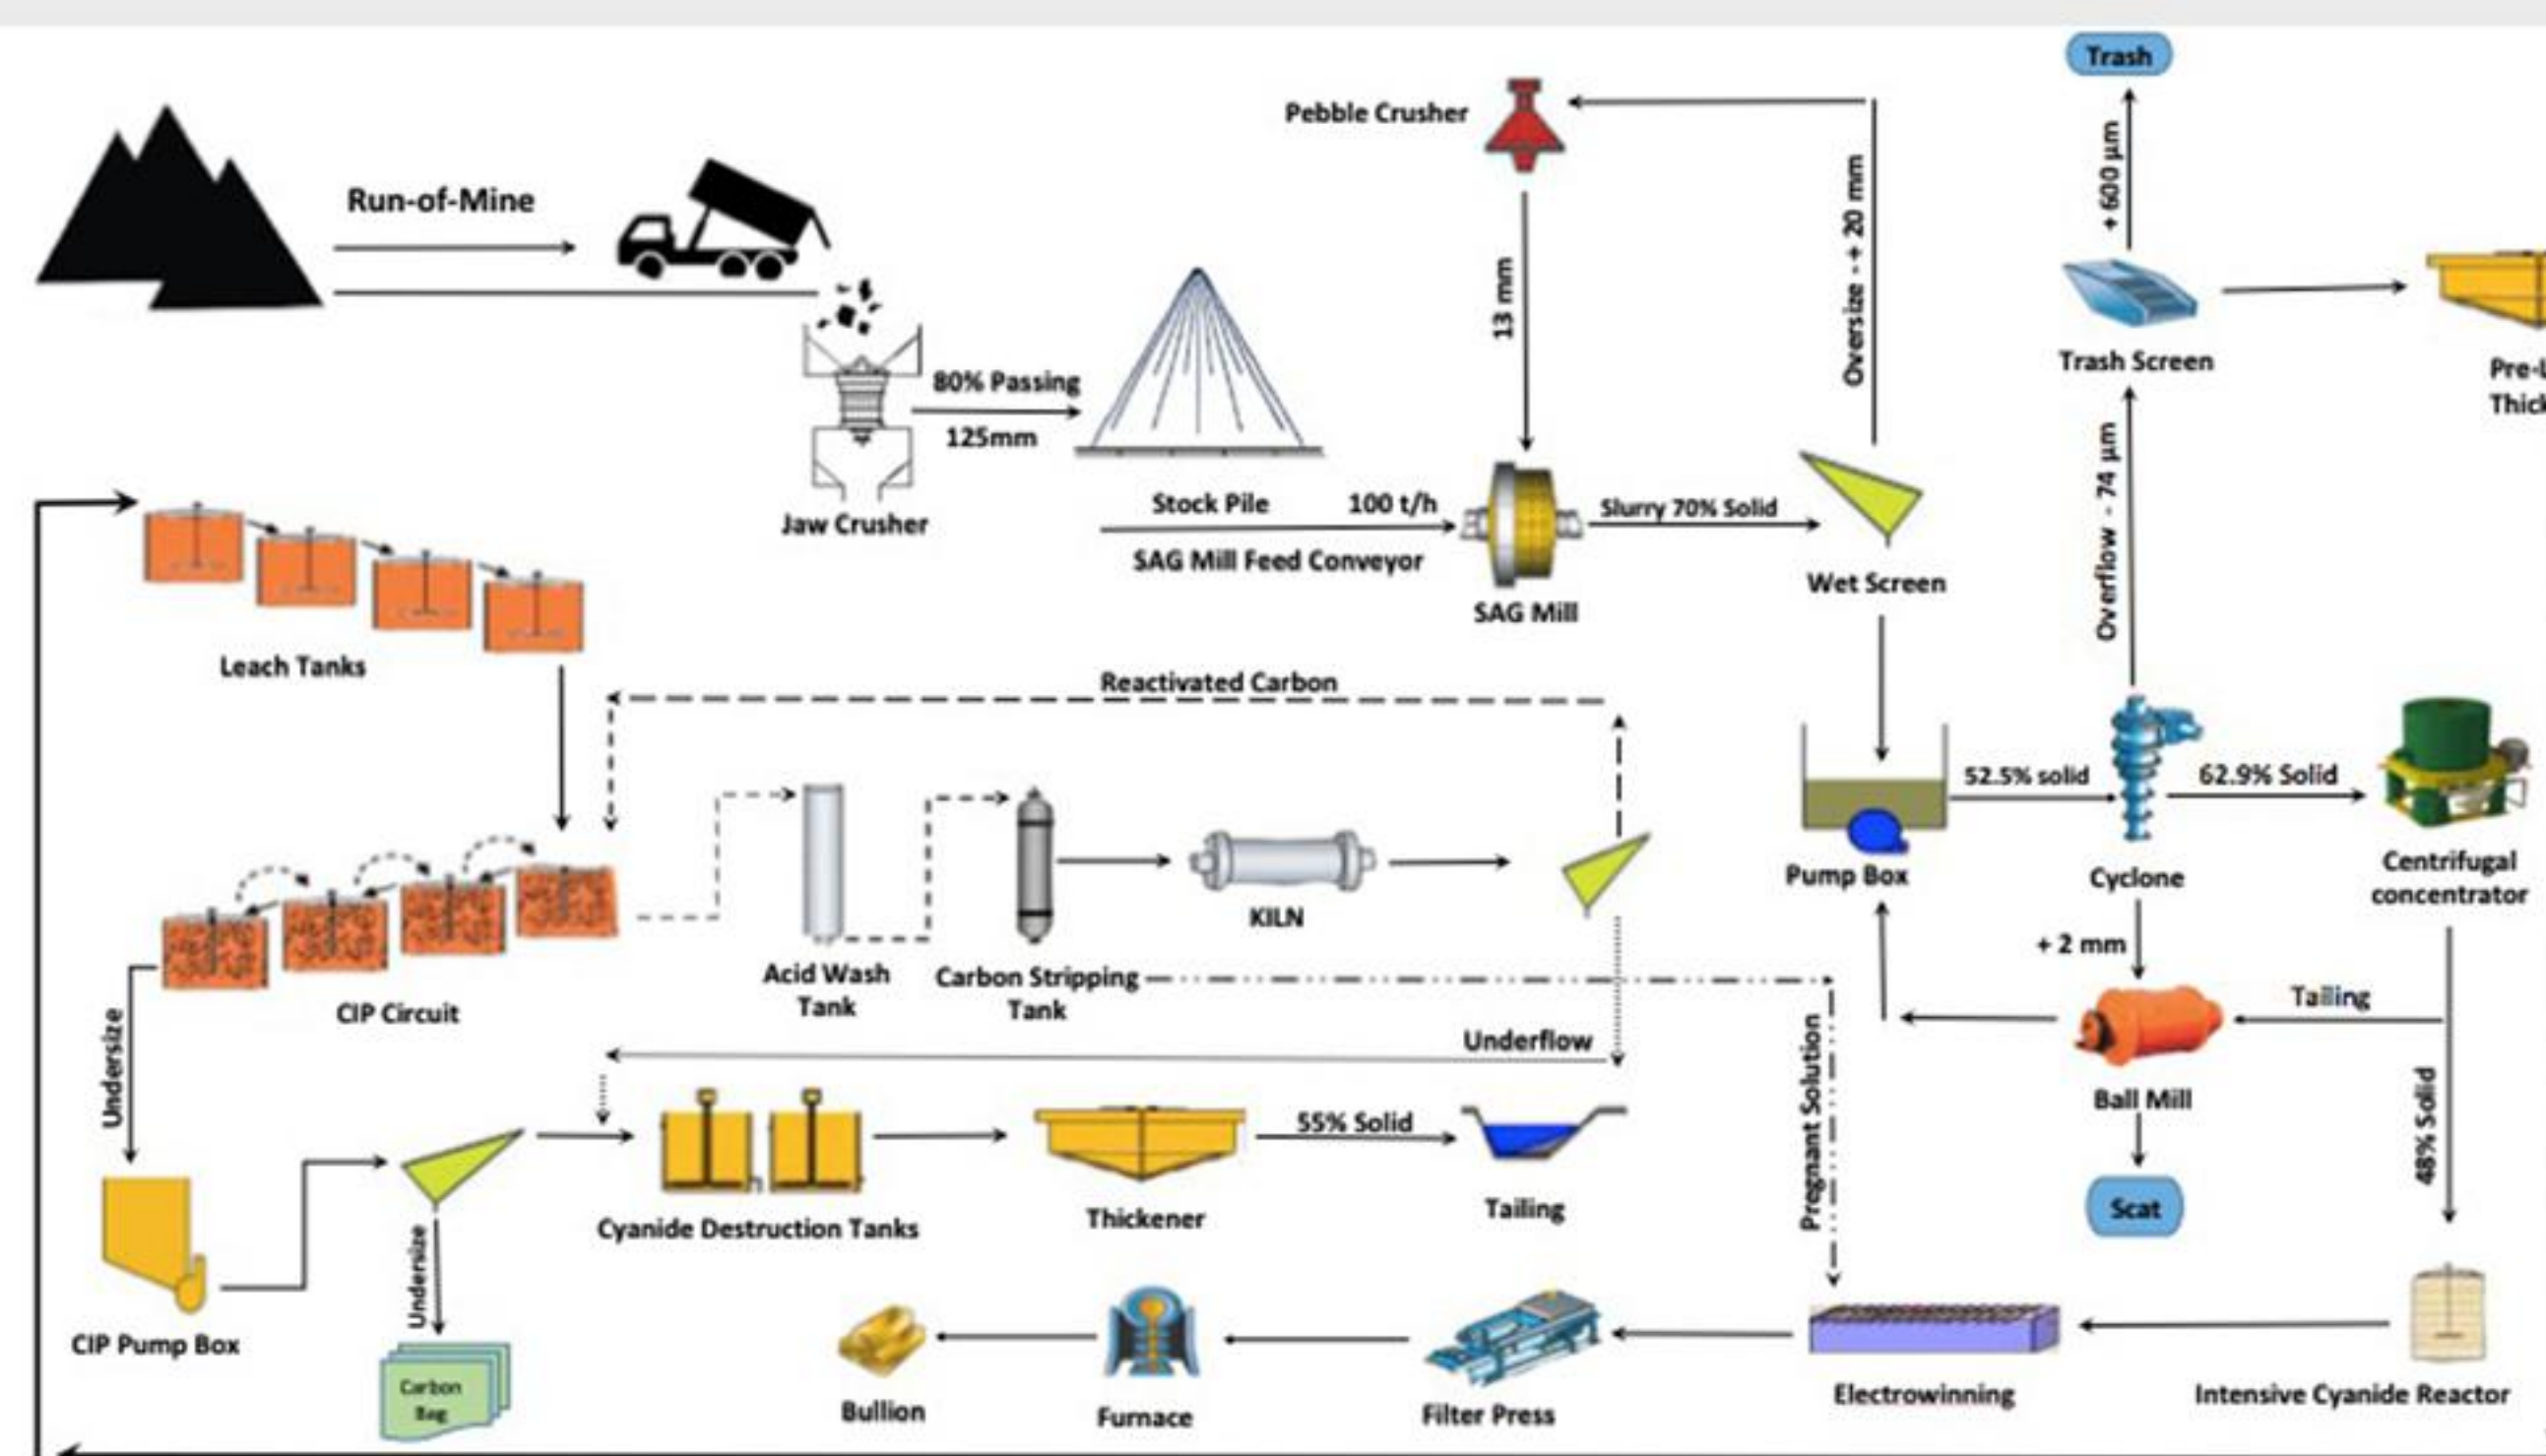 Trash
Pebble Crusher
+ 600 µm
Run-of-Mine
Oversize - + 20 mm
13 mm
Trash Screen
80% Passing
125mm
Pre-L
Thick
Stock Pile
100 t/h
Slurry 70% Solid
Jaw Crusher
SAG Mill Feed Conveyor
Wet Screen
SAG Mill
Overflow - 74 µm
Leach Tanks
Reactivated Carbon
52.5% solid
62.9% Solid
Pump Box
Cyclone
Centrifugal
concentrator
KILN
+ 2 mm
Acid Wash
Tank
Carbon Stripping
Tank
CIP Circuit
Tailing
Underflow
Undersize
Pregnant Solution
Ball Mill
48% Solid
55% Solid
Cyanide Destruction Tanks
Thickener
Tailing
Scat
Undersize
CIP Pump Box
Carbon
Bag
Bullion
Furnace
Filter Press
Electrowinning
Intensive Cyanide Reactor